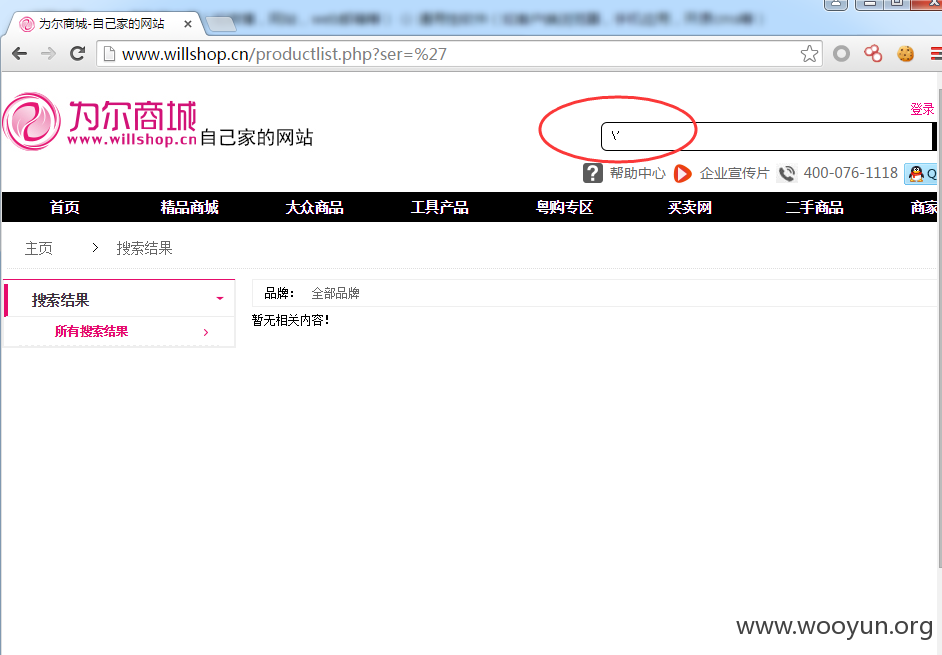 为尔商城-自己家的网站
www.willshop.cn/productlist.php?ser=%27
为尔商城
www.willshop.cn
自己家的网站
登录
\'
帮助中心 企业宣传片 400-076-1118 Q
首页 精品商城 大众商品 工具产品 粤购专区 买卖网 二手商品 商家
主页 > 搜索结果
搜索结果
品牌： 全部品牌
所有搜索结果
暂无相关内容！
www.wooyun.org